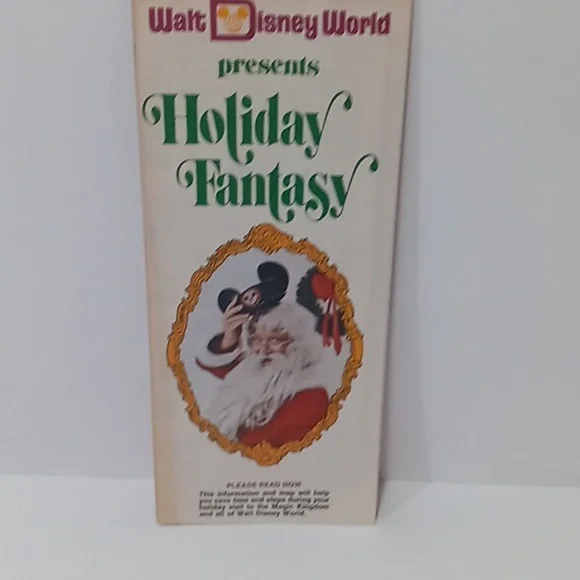 Walt Disney World
presents
Holiday
Fantasy
PLEASE READ NOW
This information and map will help
you save time and steps during your
holiday visit to the Magic Kingdom
and all of Walt Disney World.